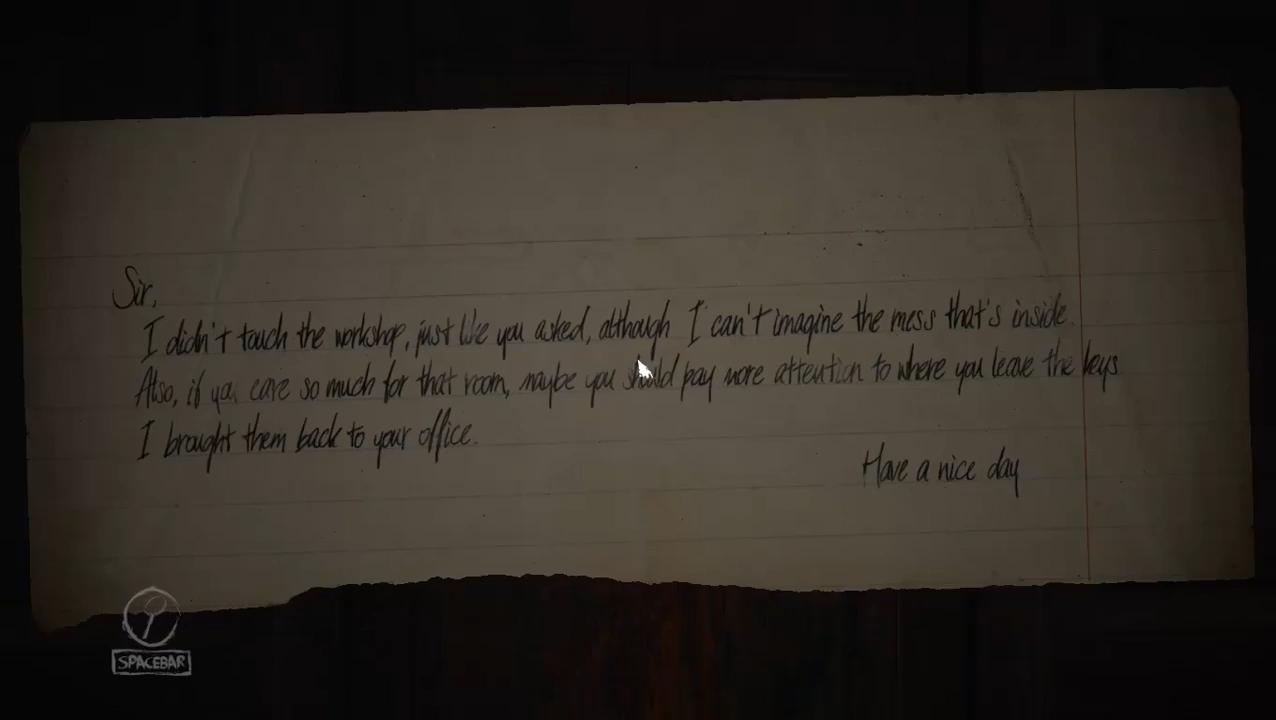 Sir,
I didn't touch the workshop, just like you asked, although I can't imagine the mess that's inside.
Also, if you care so much for that room, maybe you should pay more attention to where you leave the keys
I brought them back to your office.
Have a nice day
SPACEBAR